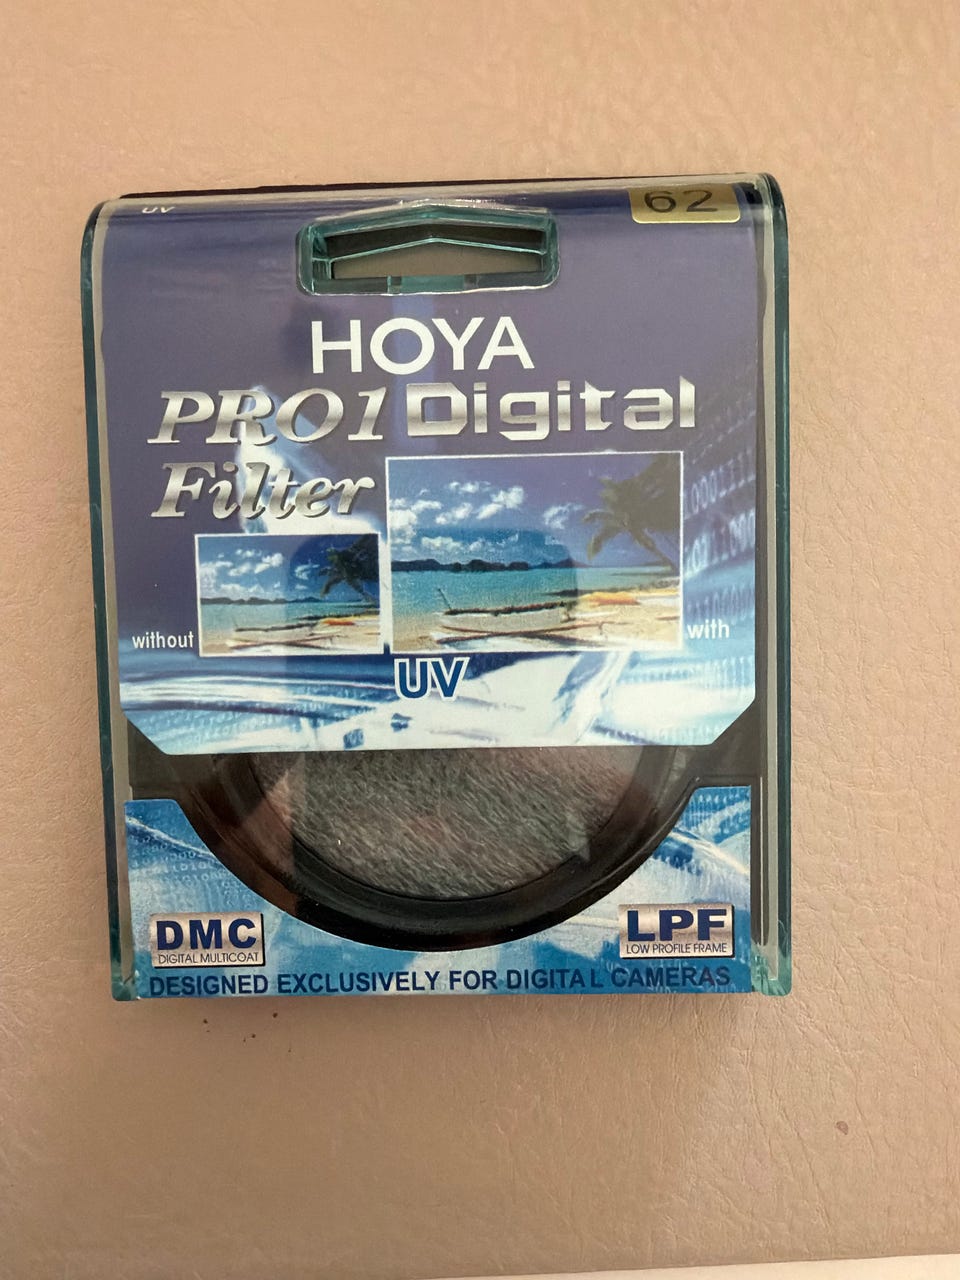 UV
62
HOYA
PRO1 Digital
Filter
without
with
UV
DMC
DIGITAL MULTICOAT
LPF
LOW PROFILE FRAME
DESIGNED EXCLUSIVELY FOR DIGITAL CAMERAS